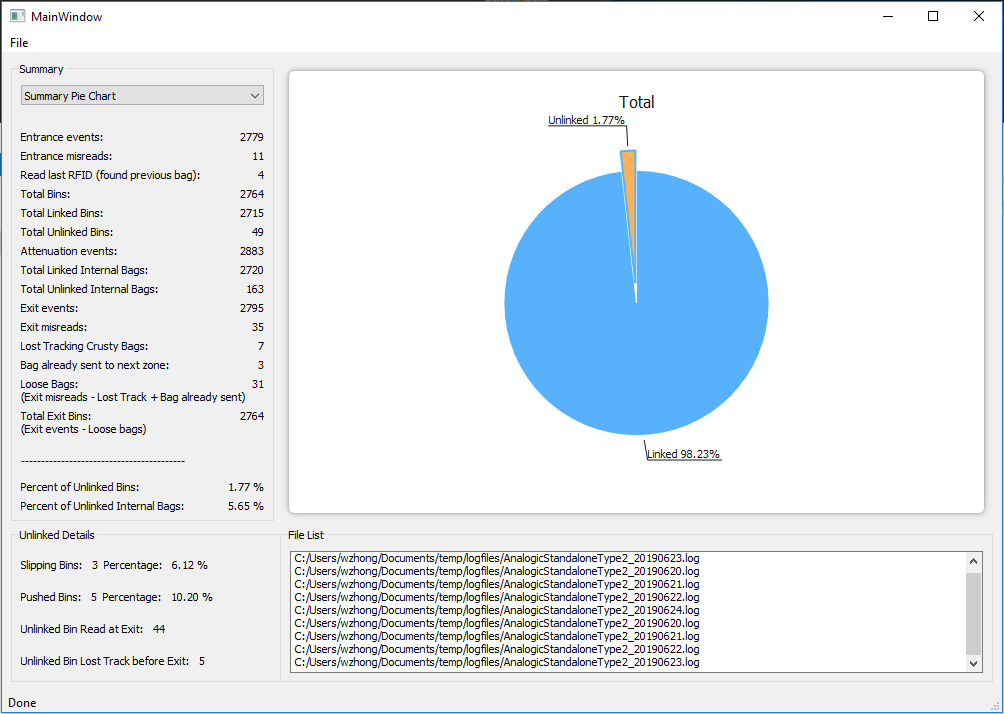 MainWindow
File
Summary
Summary Pie Chart
Entrance events: 2779
Entrance misreads: 11
Read last RFID (found previous bag): 4
Total Bins: 2764
Total Linked Bins: 2715
Total Unlinked Bins: 49
Attenuation events: 2883
Total Linked Internal Bags: 2720
Total Unlinked Internal Bags: 163
Exit events: 2795
Exit misreads: 35
Lost Tracking Crusty Bags: 7
Bag already sent to next zone: 3
Loose Bags: 31
(Exit misreads - Lost Track + Bag already sent)
Total Exit Bins: 2764
(Exit events - Loose bags)
-----------------------------------------
Percent of Unlinked Bins: 1.77 %
Percent of Unlinked Internal Bags: 5.65 %
Total
Unlinked 1.77%
Linked 98.23%
Unlinked Details
Slipping Bins: 3 Percentage: 6.12 %
Pushed Bins: 5 Percentage: 10.20 %
Unlinked Bin Read at Exit: 44
Unlinked Bin Lost Track before Exit: 5
File List
C:/Users/wzhong/Documents/temp/logfiles/AnalogicStandaloneType2_20190623.log
C:/Users/wzhong/Documents/temp/logfiles/AnalogicStandaloneType2_20190620.log
C:/Users/wzhong/Documents/temp/logfiles/AnalogicStandaloneType2_20190621.log
C:/Users/wzhong/Documents/temp/logfiles/AnalogicStandaloneType2_20190622.log
C:/Users/wzhong/Documents/temp/logfiles/AnalogicStandaloneType2_20190624.log
C:/Users/wzhong/Documents/temp/logfiles/AnalogicStandaloneType2_20190620.log
C:/Users/wzhong/Documents/temp/logfiles/AnalogicStandaloneType2_20190621.log
C:/Users/wzhong/Documents/temp/logfiles/AnalogicStandaloneType2_20190622.log
C:/Users/wzhong/Documents/temp/logfiles/AnalogicStandaloneType2_20190623.log
Done